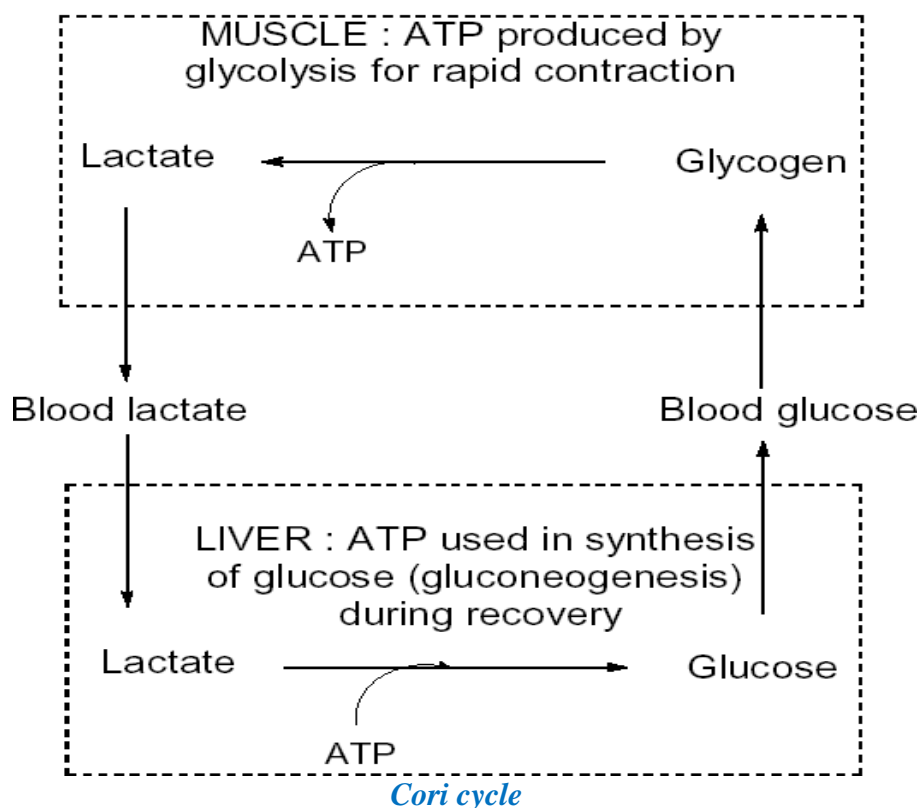 MUSCLE : ATP produced by
glycolysis for rapid contraction
Lactate
Glycogen
ATP
Blood lactate
Blood glucose
LIVER : ATP used in synthesis
of glucose (gluconeogenesis)
during recovery
Lactate
Glucose
ATP
Cori cycle